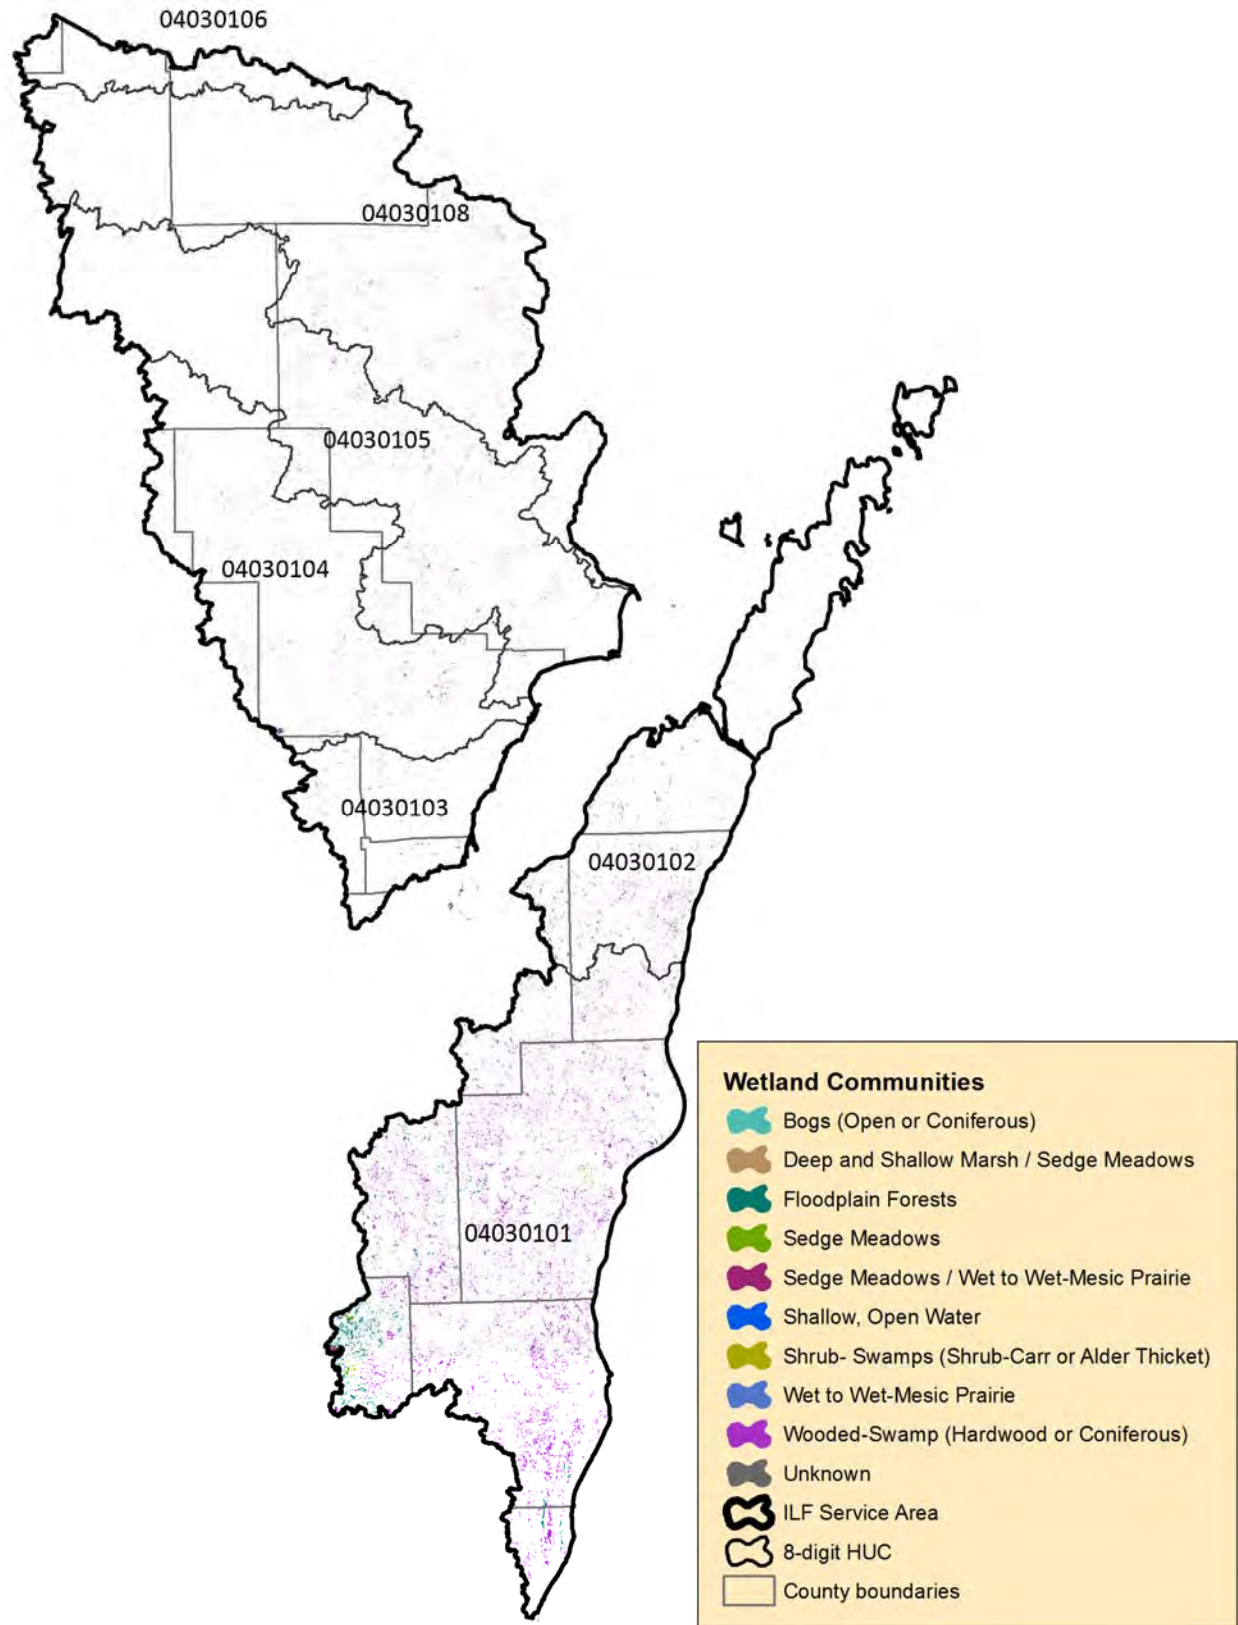 04030106
04030108
04030105
04030104
04030103
04030102
04030101
Wetland Communities
Bogs (Open or Coniferous)
Deep and Shallow Marsh / Sedge Meadows
Floodplain Forests
Sedge Meadows
Sedge Meadows / Wet to Wet-Mesic Prairie
Shallow, Open Water
Shrub- Swamps (Shrub-Carr or Alder Thicket)
Wet to Wet-Mesic Prairie
Wooded-Swamp (Hardwood or Coniferous)
Unknown
ILF Service Area
8-digit HUC
County boundaries